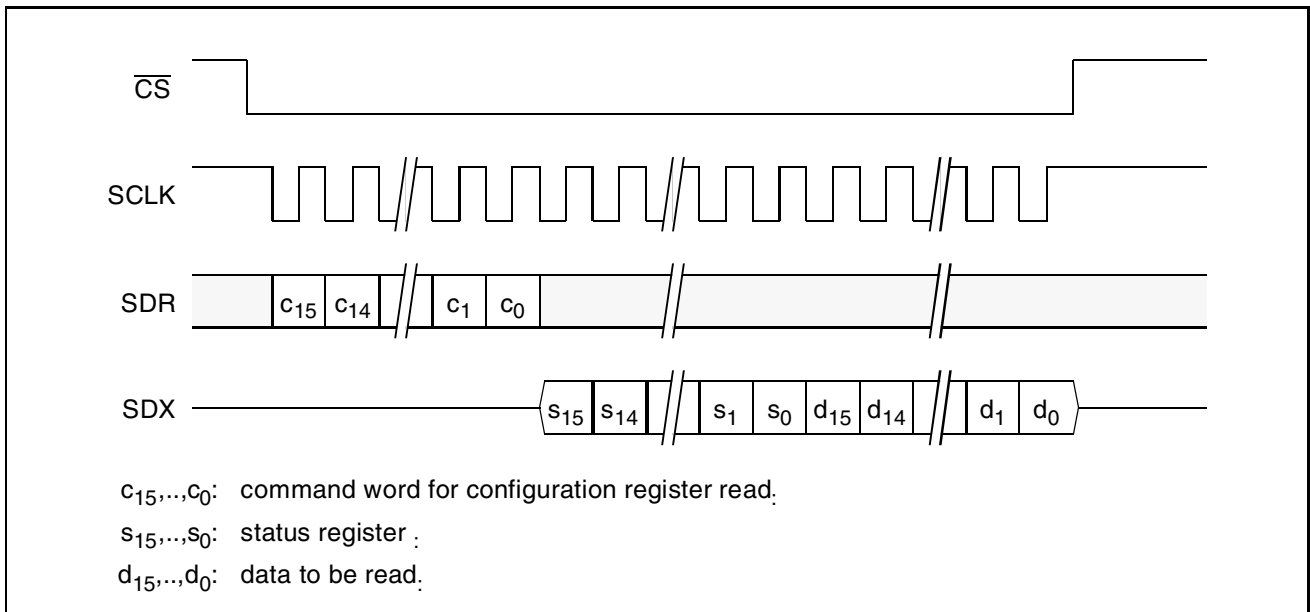 CS
SCLK
SDR c15 c14 c1 c0
SDX s15 s14 s1 s0 d15 d14 d1 d0
c15,..,c0: command word for configuration register read:
s15,..,s0: status register :
d15,..,d0: data to be read: